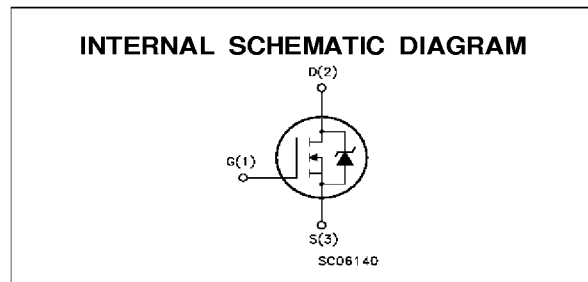 INTERNAL SCHEMATIC DIAGRAM
D(2)
G(1)
S(3)
SC06140